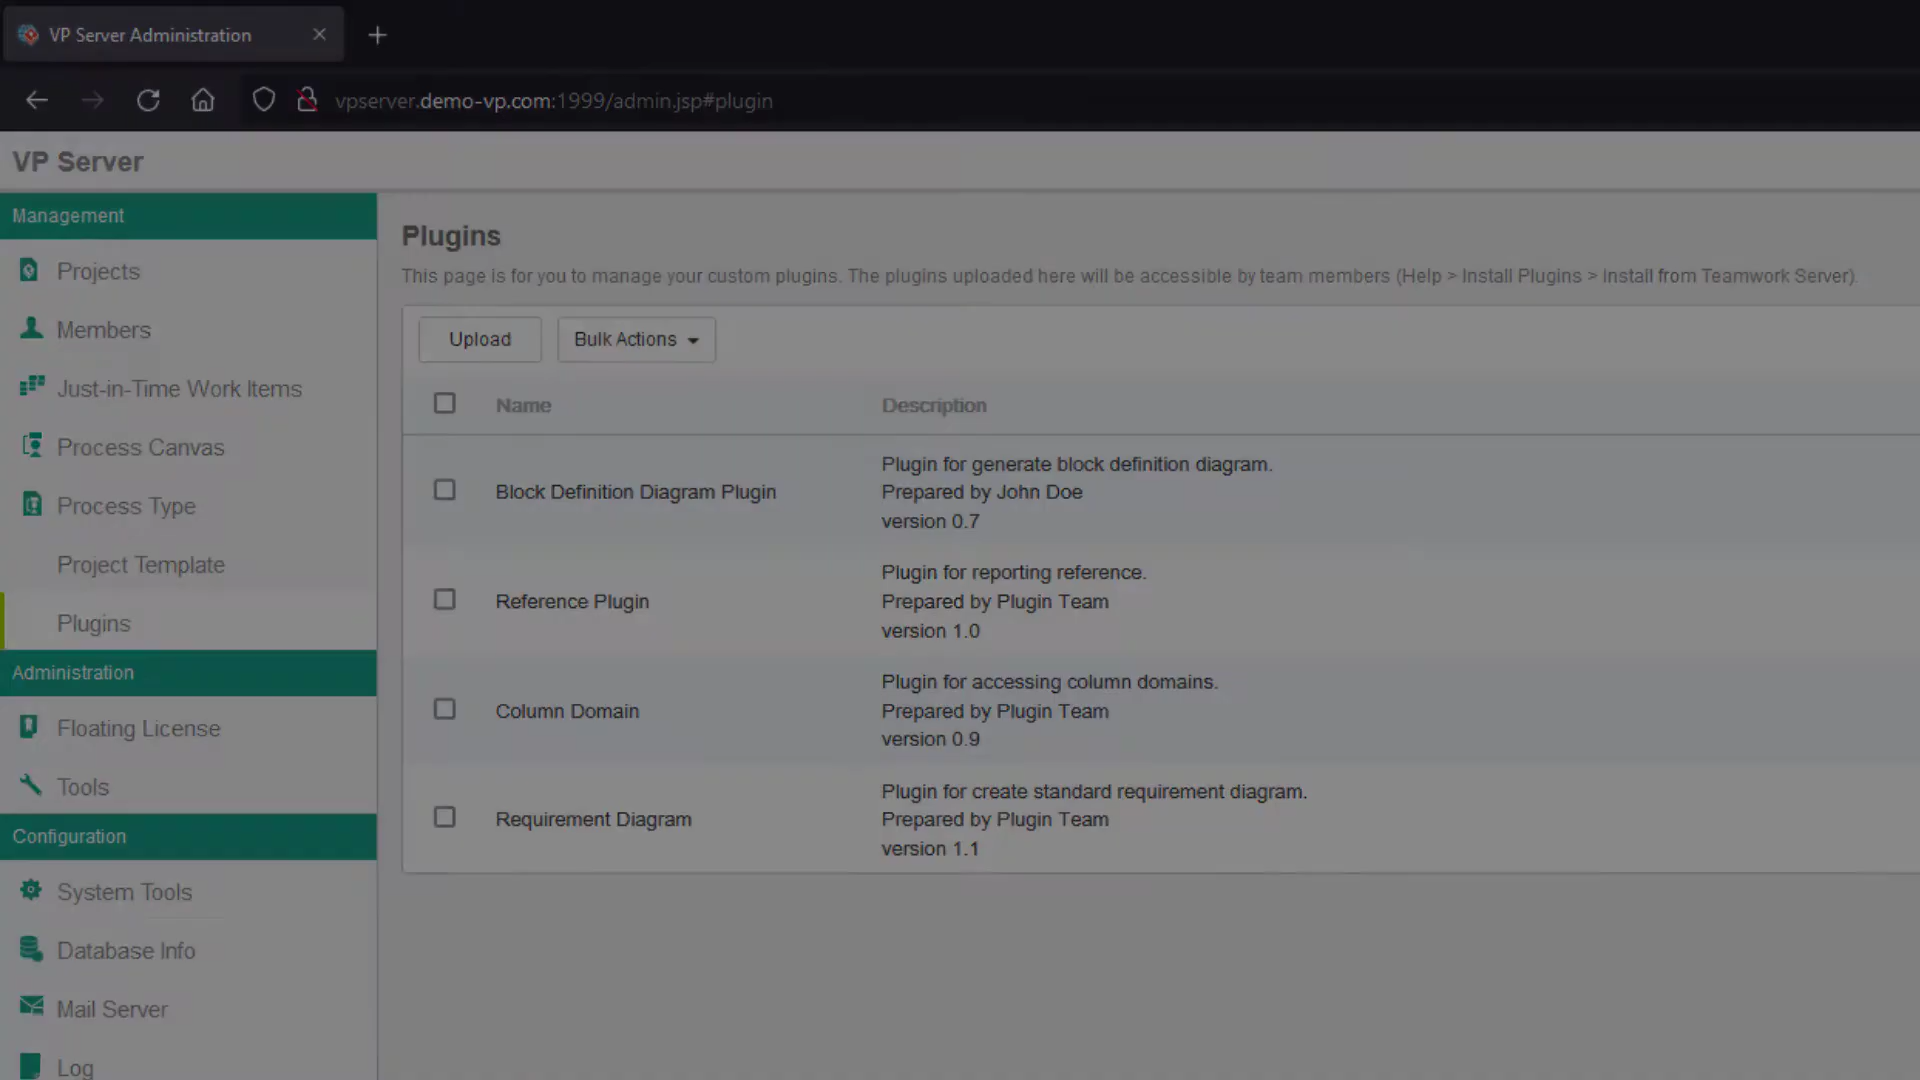 VP Server Administration
vpserver.demo-vp.com:1999/admin.jsp#plugin
VP Server
Management
Projects
Members
Just-in-Time Work Items
Process Canvas
Process Type
Project Template
Plugins
Administration
Floating License
Tools
Configuration
System Tools
Database Info
Mail Server
Log
Plugins
This page is for you to manage your custom plugins. The plugins uploaded here will be accessible by team members (Help > Install Plugins > Install from Teamwork Server).
Upload
Bulk Actions
Name
Description
Block Definition Diagram Plugin
Plugin for generate block definition diagram.
Prepared by John Doe
version 0.7
Reference Plugin
Plugin for reporting reference.
Prepared by Plugin Team
version 1.0
Column Domain
Plugin for accessing column domains.
Prepared by Plugin Team
version 0.9
Requirement Diagram
Plugin for create standard requirement diagram.
Prepared by Plugin Team
version 1.1